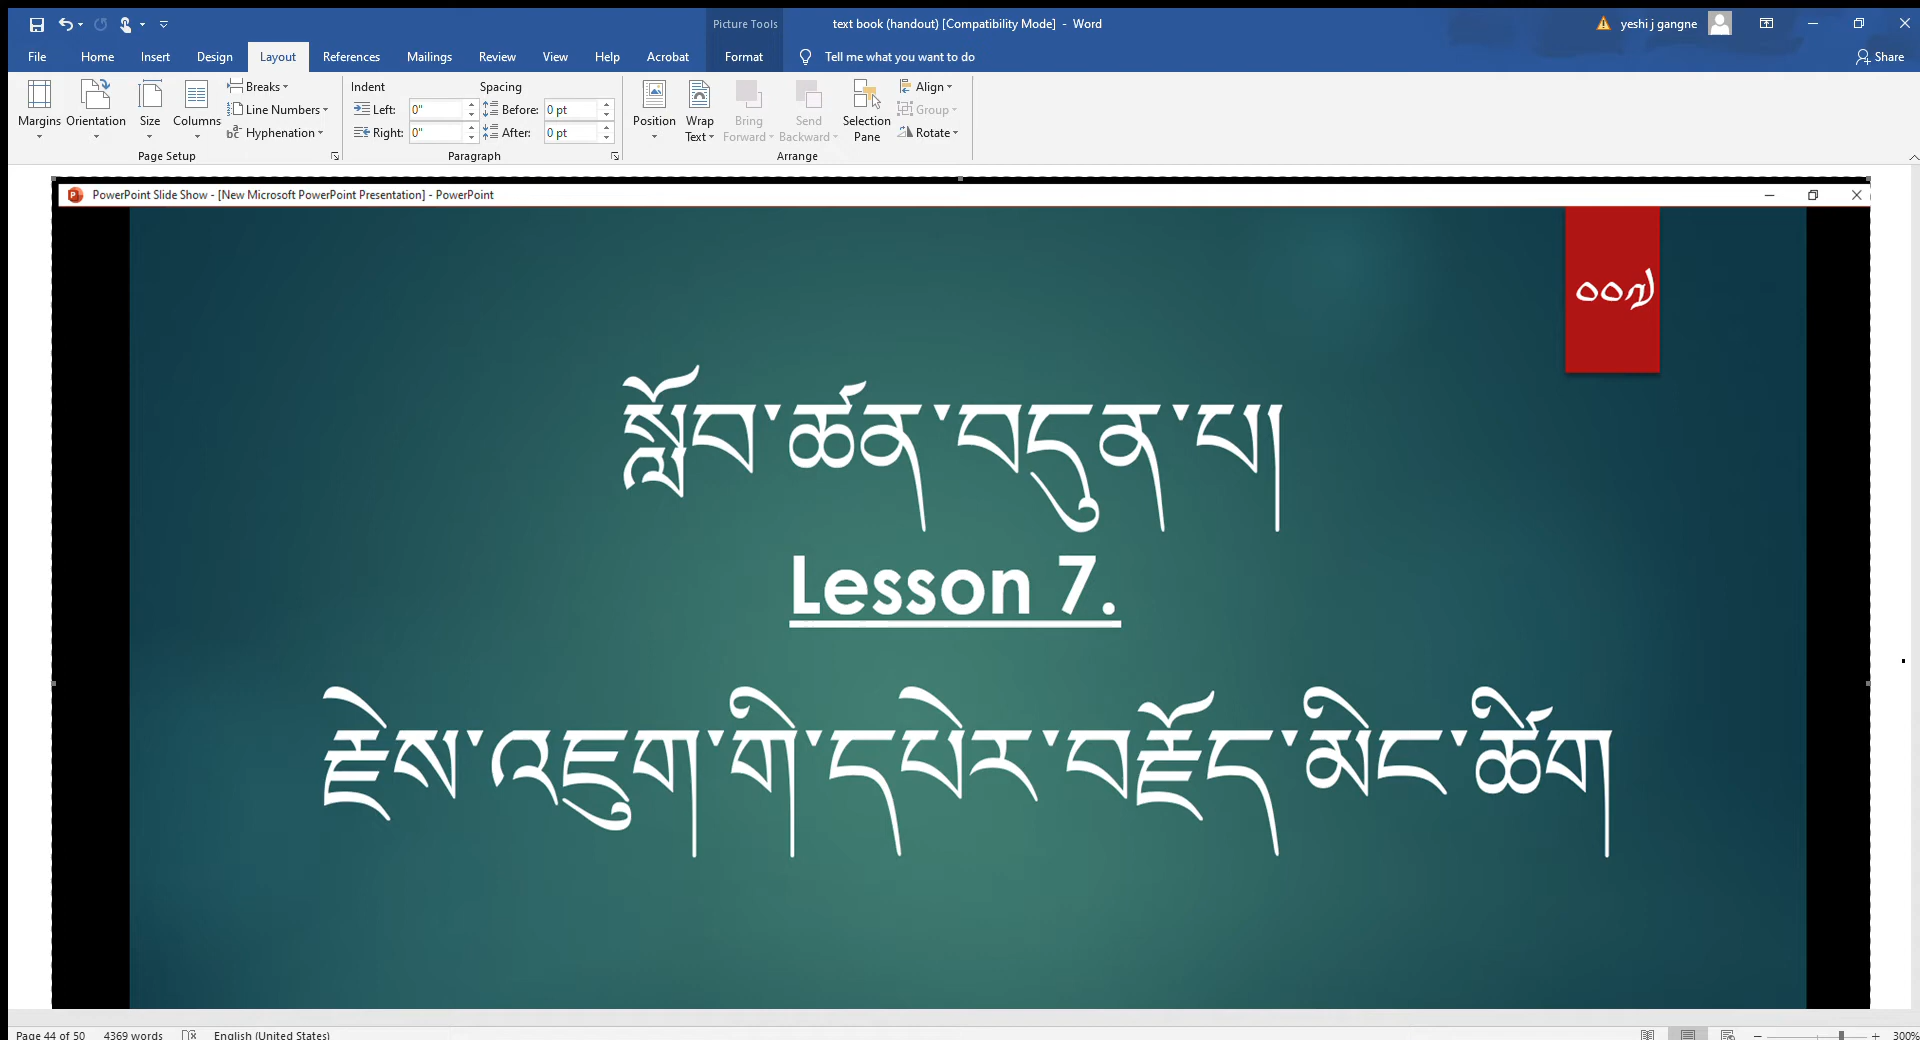 Picture Tools
text book (handout) [Compatibility Mode] - Word
yeshi j gangne
File Home Insert Design Layout References Mailings Review View Help Acrobat Format Tell me what you want to do Share
Margins
Orientation
Size
Columns
Breaks
Line Numbers
Hyphenation
Page Setup
Indent
Left: 0"
Right: 0"
Spacing
Before: 0 pt
After: 0 pt
Paragraph
Position
Wrap
Text
Bring
Forward
Send
Backward
Selection
Pane
Align
Group
Rotate
Arrange
PowerPoint Slide Show - [New Microsoft PowerPoint Presentation] - PowerPoint
༠༠༧
སློབ་ཚན་བདུན་པ།
Lesson 7.
རྗེས་འཇུག་གི་དཔེར་བརྗོད་མིང་ཚིག
Page 44 of 50 4369 words English (United States) 300%